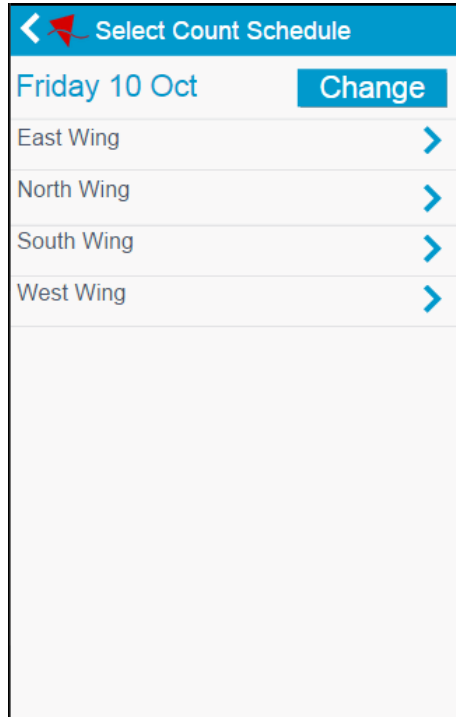 Select Count Schedule
Friday 10 Oct Change
East Wing
North Wing
South Wing
West Wing